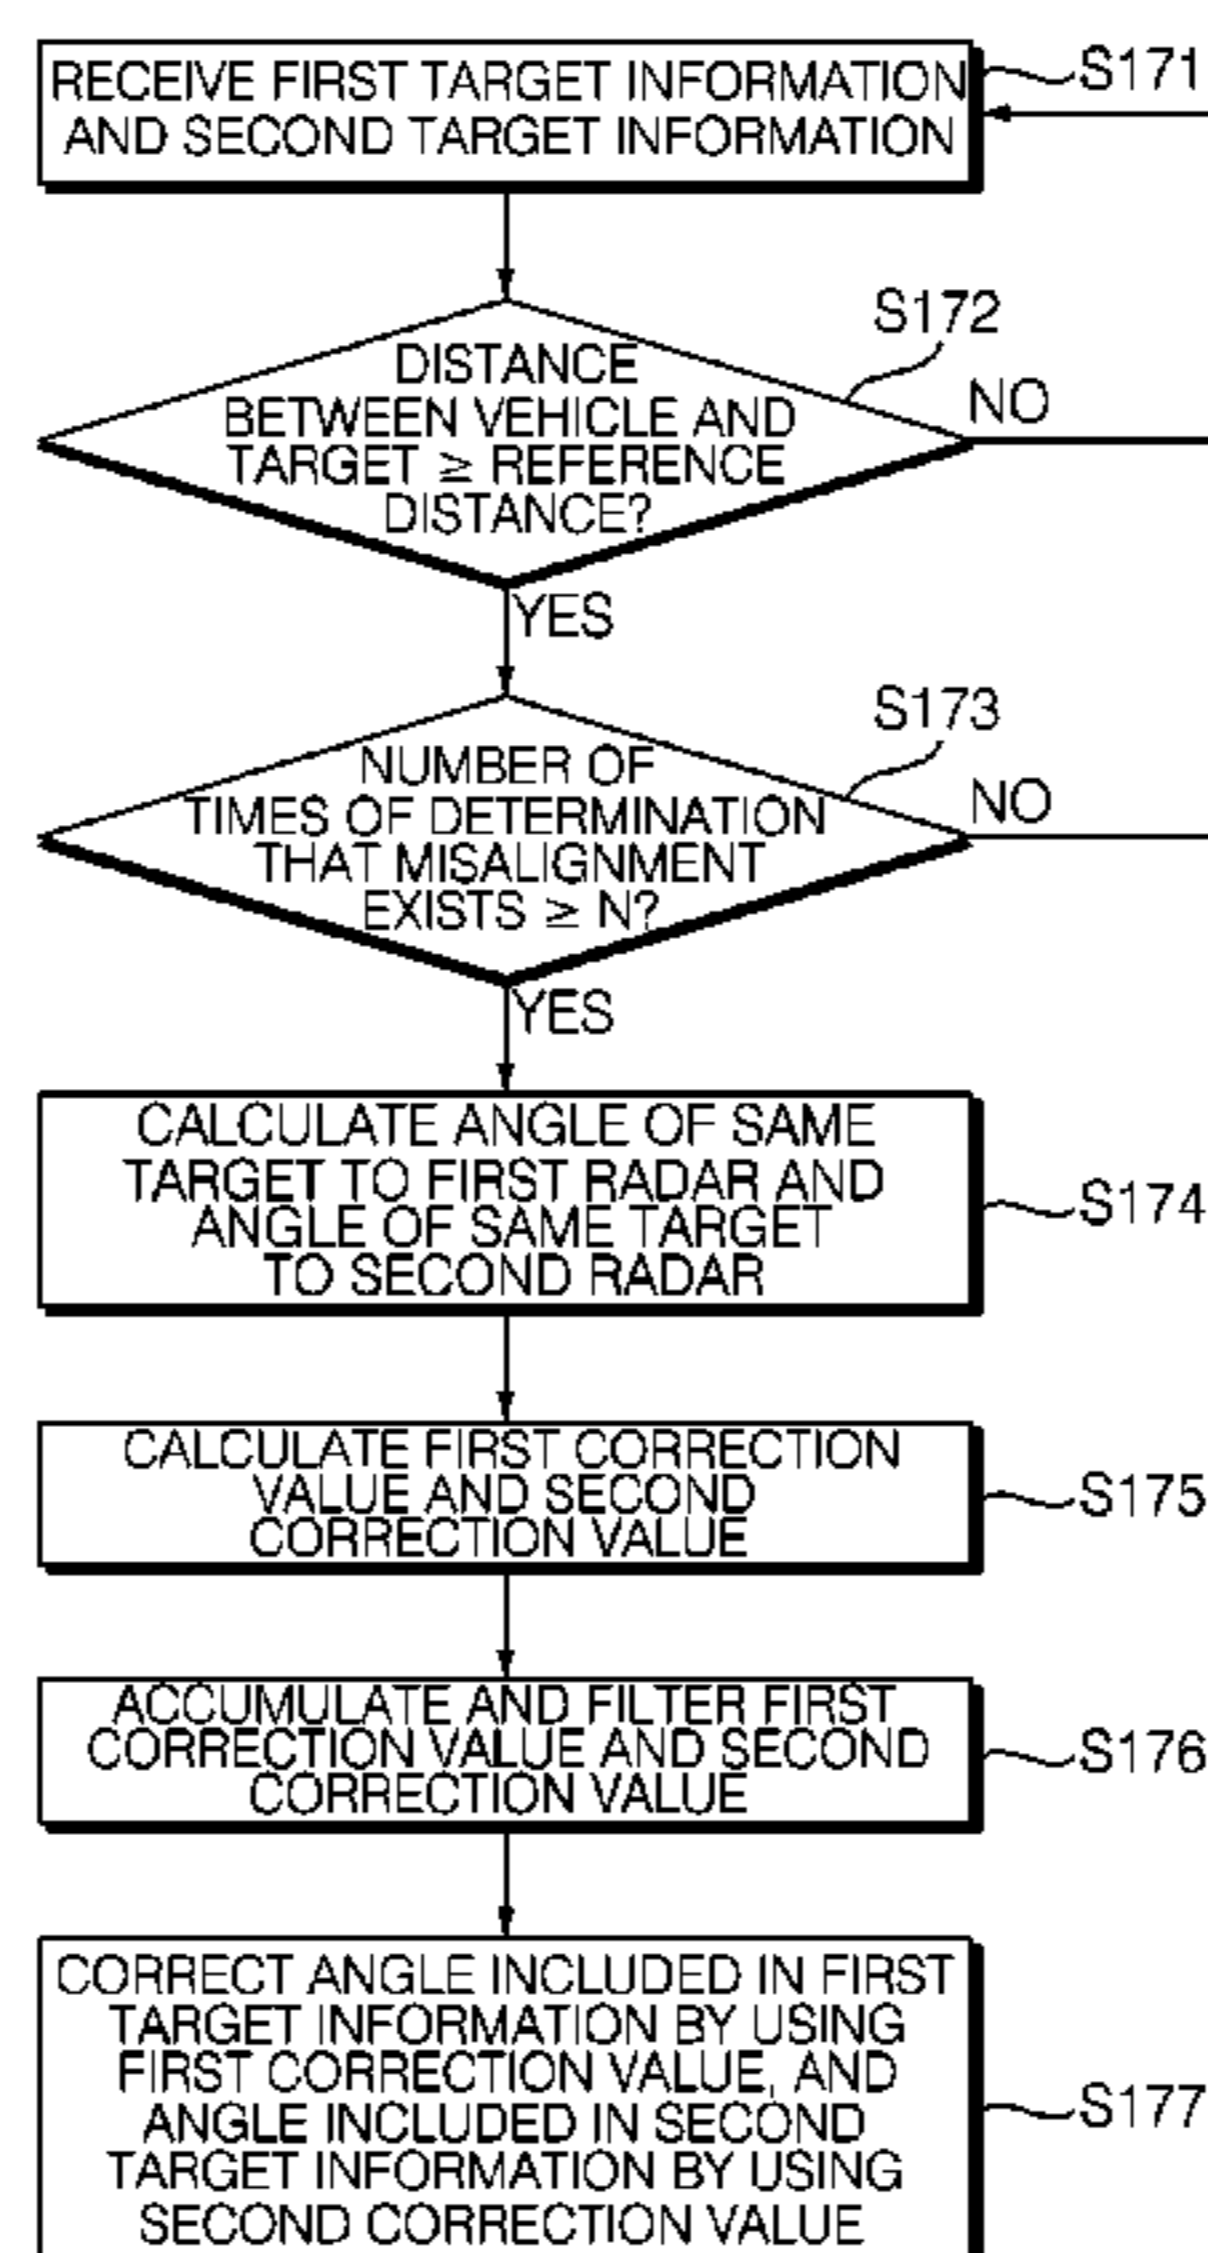 RECEIVE FIRST TARGET INFORMATION
AND SECOND TARGET INFORMATION
S171
DISTANCE
BETWEEN VEHICLE AND
TARGET ≥ REFERENCE
DISTANCE?
S172
NO
YES
NUMBER OF
TIMES OF DETERMINATION
THAT MISALIGNMENT
EXISTS ≥ N?
S173
NO
YES
CALCULATE ANGLE OF SAME
TARGET TO FIRST RADAR AND
ANGLE OF SAME TARGET
TO SECOND RADAR
S174
CALCULATE FIRST CORRECTION
VALUE AND SECOND
CORRECTION VALUE
S175
ACCUMULATE AND FILTER FIRST
CORRECTION VALUE AND SECOND
CORRECTION VALUE
S176
CORRECT ANGLE INCLUDED IN FIRST
TARGET INFORMATION BY USING
FIRST CORRECTION VALUE, AND
ANGLE INCLUDED IN SECOND
TARGET INFORMATION BY USING
SECOND CORRECTION VALUE
S177